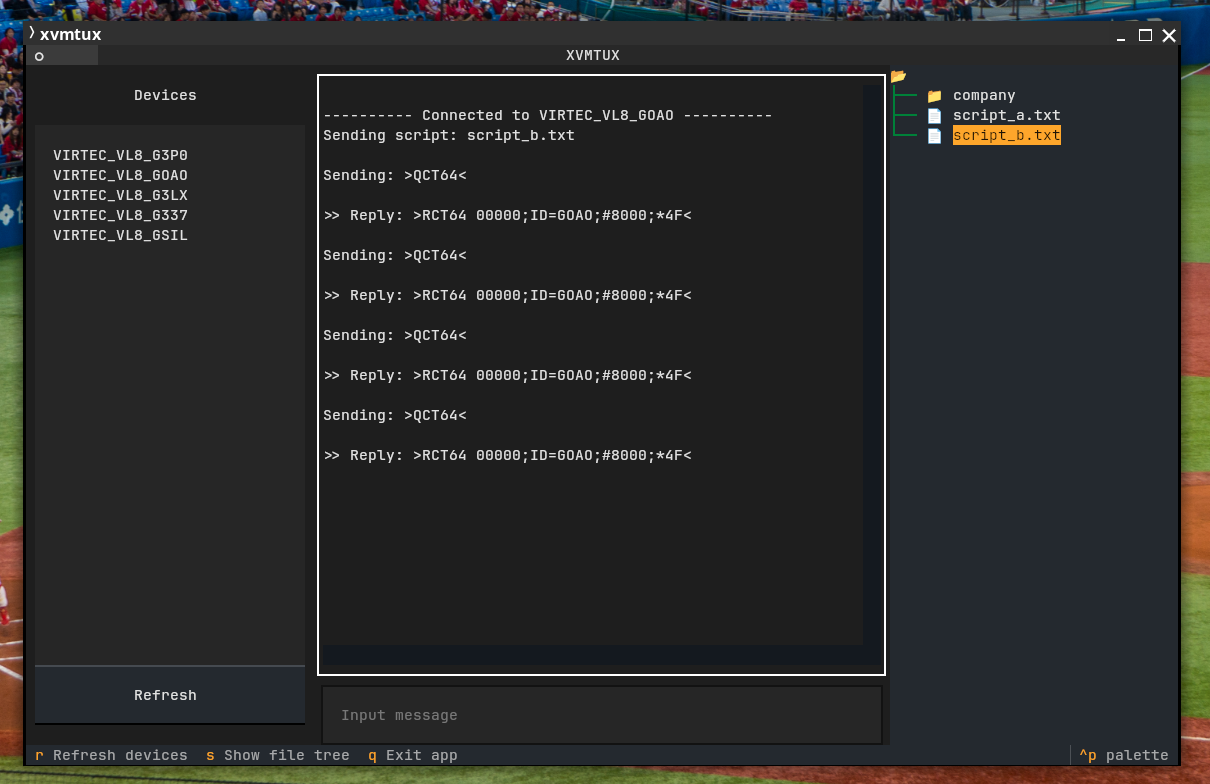 xvmtux
XVMTUX
Devices
VIRTEC_VL8_G3P0
VIRTEC_VL8_GOAO
VIRTEC_VL8_G3LX
VIRTEC_VL8_G337
VIRTEC_VL8_GSIL
Refresh
---------- Connected to VIRTEC_VL8_GOAO ----------
Sending script: script_b.txt
Sending: >QCT64<
>> Reply: >RCT64 00000;ID=GOAO;#8000;*4F<
Sending: >QCT64<
>> Reply: >RCT64 00000;ID=GOAO;#8000;*4F<
Sending: >QCT64<
>> Reply: >RCT64 00000;ID=GOAO;#8000;*4F<
Sending: >QCT64<
>> Reply: >RCT64 00000;ID=GOAO;#8000;*4F<
Input message
company
script_a.txt
script_b.txt
r Refresh devices s Show file tree q Exit app
^p palette